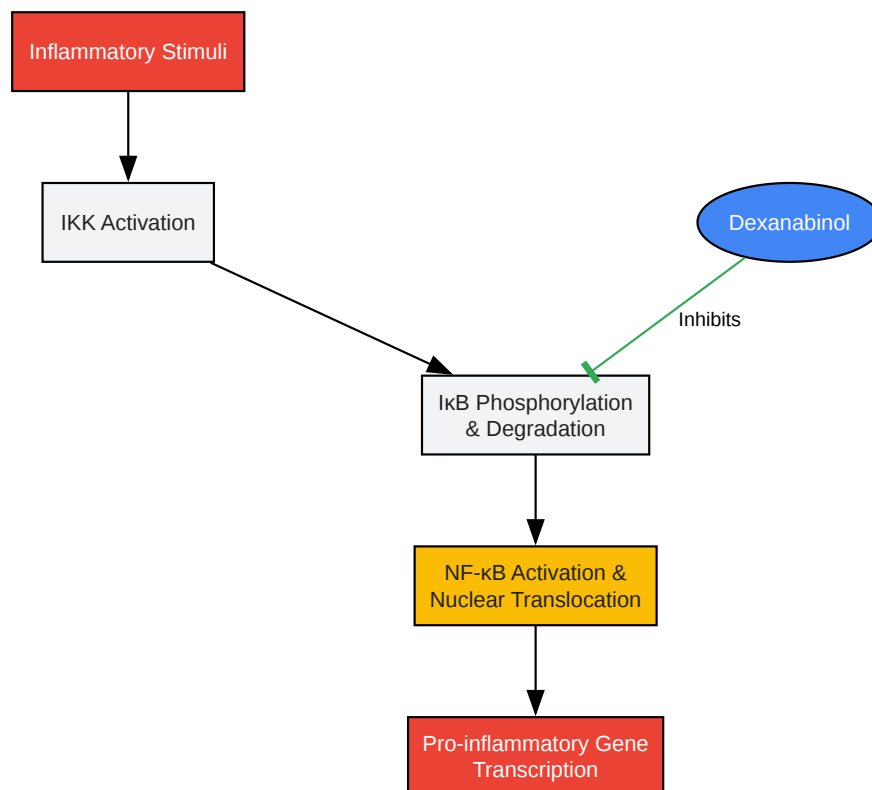 Inflammatory Stimuli
IKK Activation
Dexanabinol
Inhibits
IκB Phosphorylation
& Degradation
NF-κB Activation &
Nuclear Translocation
Pro-inflammatory Gene
Transcription